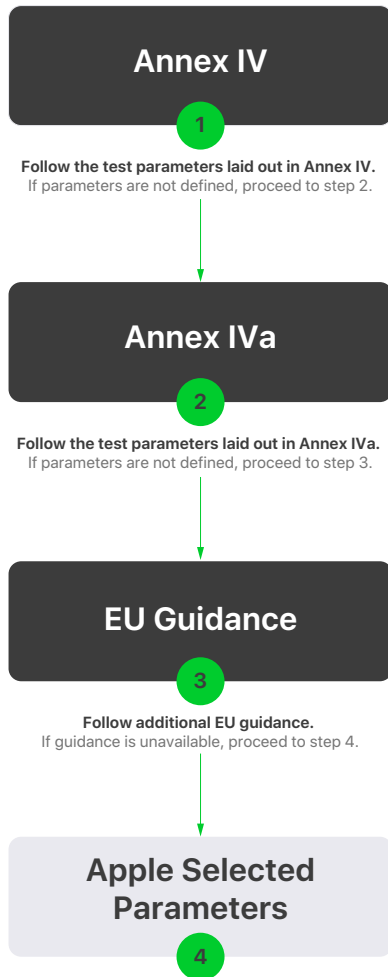 Annex IV
1
Follow the test parameters laid out in Annex IV.
If parameters are not defined, proceed to step 2.
Annex IVa
2
Follow the test parameters laid out in Annex IVa.
If parameters are not defined, proceed to step 3.
EU Guidance
3
Follow additional EU guidance.
If guidance is unavailable, proceed to step 4.
Apple Selected
Parameters
4